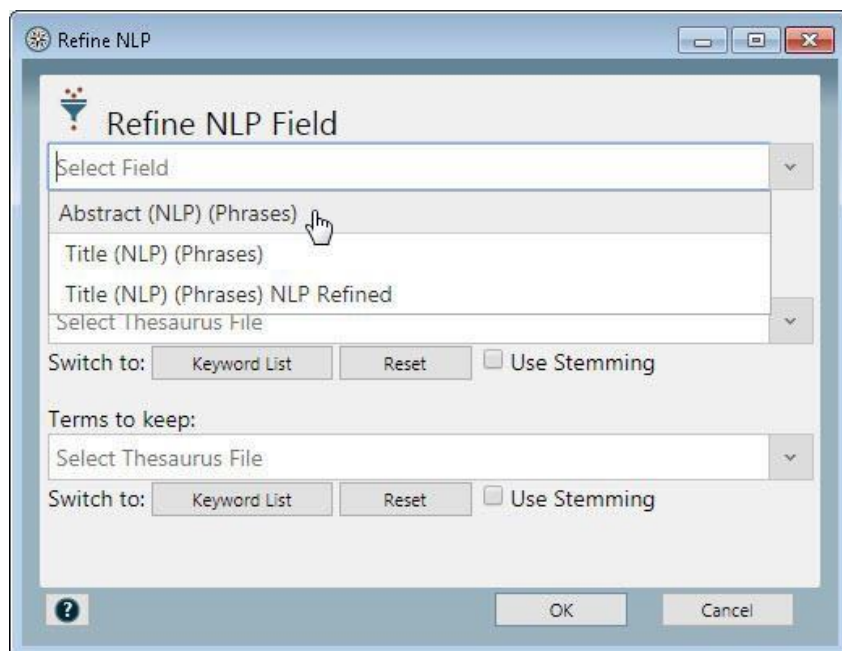 Refine NLP
Refine NLP Field
Select Field
Abstract (NLP) (Phrases)
Title (NLP) (Phrases)
Title (NLP) (Phrases) NLP Refined
Select Thesaurus File
Switch to: Keyword List Reset Use Stemming
Terms to keep:
Select Thesaurus File
Switch to: Keyword List Reset Use Stemming
? OK Cancel